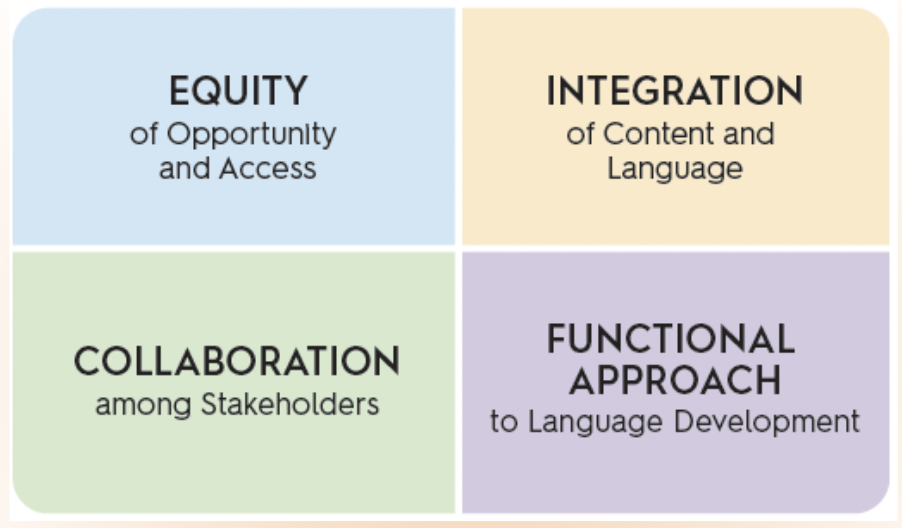 EQUITY
of Opportunity
and Access
INTEGRATION
of Content and
Language
COLLABORATION
among Stakeholders
FUNCTIONAL
APPROACH
to Language Development